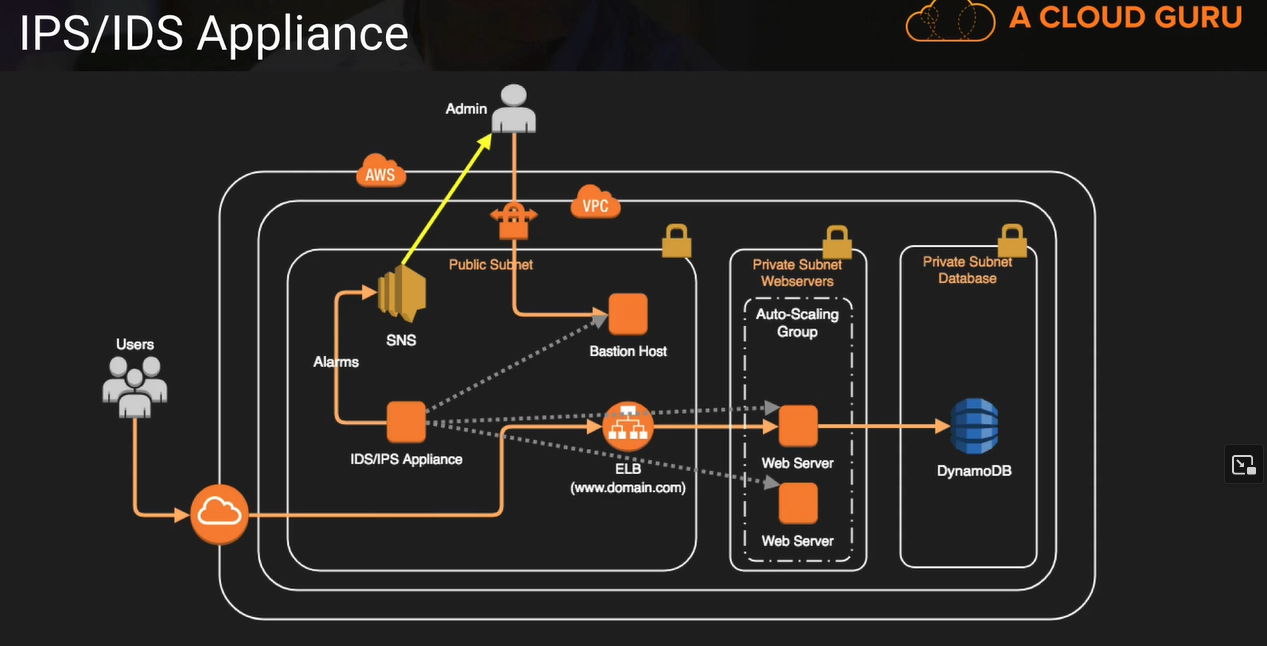 IPS/IDS Appliance
A CLOUD GURU
Admin
AWS
VPC
Public Subnet
Private Subnet
Webservers
Private Subnet
Database
Auto-Scaling
Group
SNS
Bastion Host
Users
Alarms
IDS/IPS Appliance
ELB
(www.domain.com)
Web Server
DynamoDB
Web Server